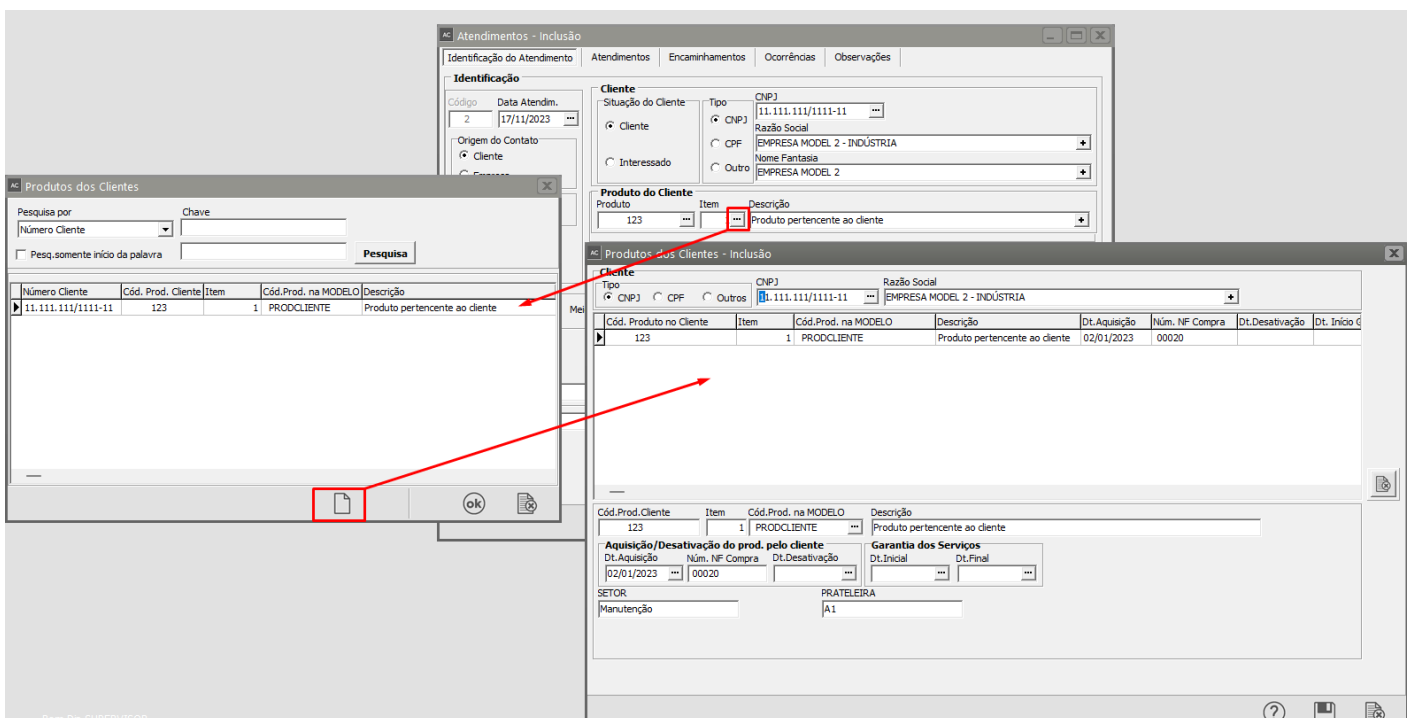 AC Atendimentos - Inclusão
Identificação do Atendimento Atendimentos Encaminhamentos Ocorrências Observações
Identificação
Código Data Atendim.
2 17/11/2023 ...
Origem do Contato
Cliente
Cliente
Situação do Cliente
Cliente
Interessado
Tipo
CNPJ
CPF
Outro
CNPJ
11.111.111/1111-11 ...
Razão Social
EMPRESA MODEL 2 - INDÚSTRIA +
Nome Fantasia
EMPRESA MODEL 2 +
Produto do Cliente
Produto Item Descrição
123 ... ... Produto pertencente ao cliente +
Mei
AC Produtos dos Clientes
Pesquisa por Chave
Número Cliente
Pesq.somente início da palavra Pesquisa
Número Cliente Cód. Prod. Cliente Item Cód.Prod. na MODELO Descrição
11.111.111/1111-11 123 1 PRODCLIENTE Produto pertencente ao cliente
ok
AC Produtos dos Clientes - Inclusão
Cliente
Tipo CNPJ Razão Social
CNPJ CPF Outros 11.111.111/1111-11 ... EMPRESA MODEL 2 - INDÚSTRIA +
Cód. Produto no Cliente Item Cód.Prod. na MODELO Descrição Dt.Aquisição Núm. NF Compra Dt.Desativação Dt. Início G
123 1 PRODCLIENTE Produto pertencente ao cliente 02/01/2023 00020
Cód.Prod.Cliente Item Cód.Prod. na MODELO Descrição
123 1 PRODCLIENTE ... Produto pertencente ao cliente
Aquisição/Desativação do prod. pelo cliente Garantia dos Serviços
Dt.Aquisição Núm. NF Compra Dt.Desativação Dt.Inicial Dt.Final
02/01/2023 ... 00020 ... ... ...
SETOR PRATELEIRA
Manutenção A1
?